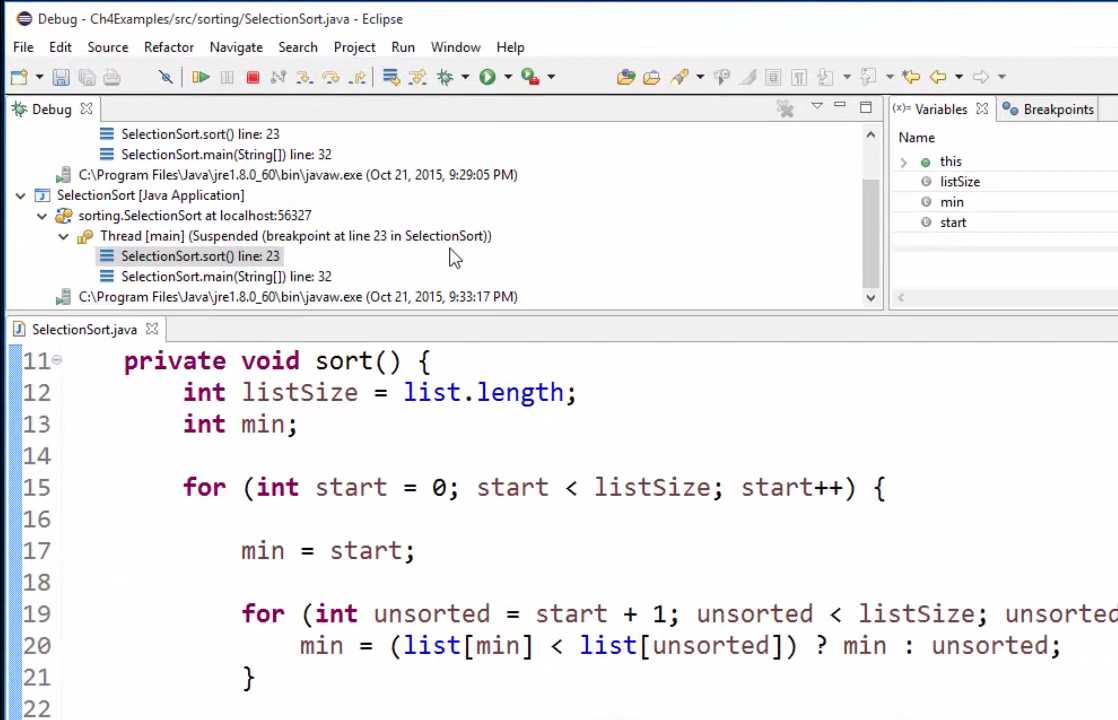 Debug - Ch4Examples/src/sorting/SelectionSort.java - Eclipse
File Edit Source Refactor Navigate Search Project Run Window Help
Debug
SelectionSort.sort() line: 23
SelectionSort.main(String[]) line: 32
C:\Program Files\Java\jre1.8.0_60\bin\javaw.exe (Oct 21, 2015, 9:29:05 PM)
SelectionSort [Java Application]
sorting.SelectionSort at localhost:56327
Thread [main] (Suspended (breakpoint at line 23 in SelectionSort))
SelectionSort.sort() line: 23
SelectionSort.main(String[]) line: 32
C:\Program Files\Java\jre1.8.0_60\bin\javaw.exe (Oct 21, 2015, 9:33:17 PM)
(x)= Variables Breakpoints
Name
this
listSize
min
start
SelectionSort.java
11 private void sort() {
12 int listSize = list.length;
13 int min;
14
15 for (int start = 0; start < listSize; start++) {
16
17 min = start;
18
19 for (int unsorted = start + 1; unsorted < listSize; unsorted
20 min = (list[min] < list[unsorted]) ? min : unsorted;
21 }
22